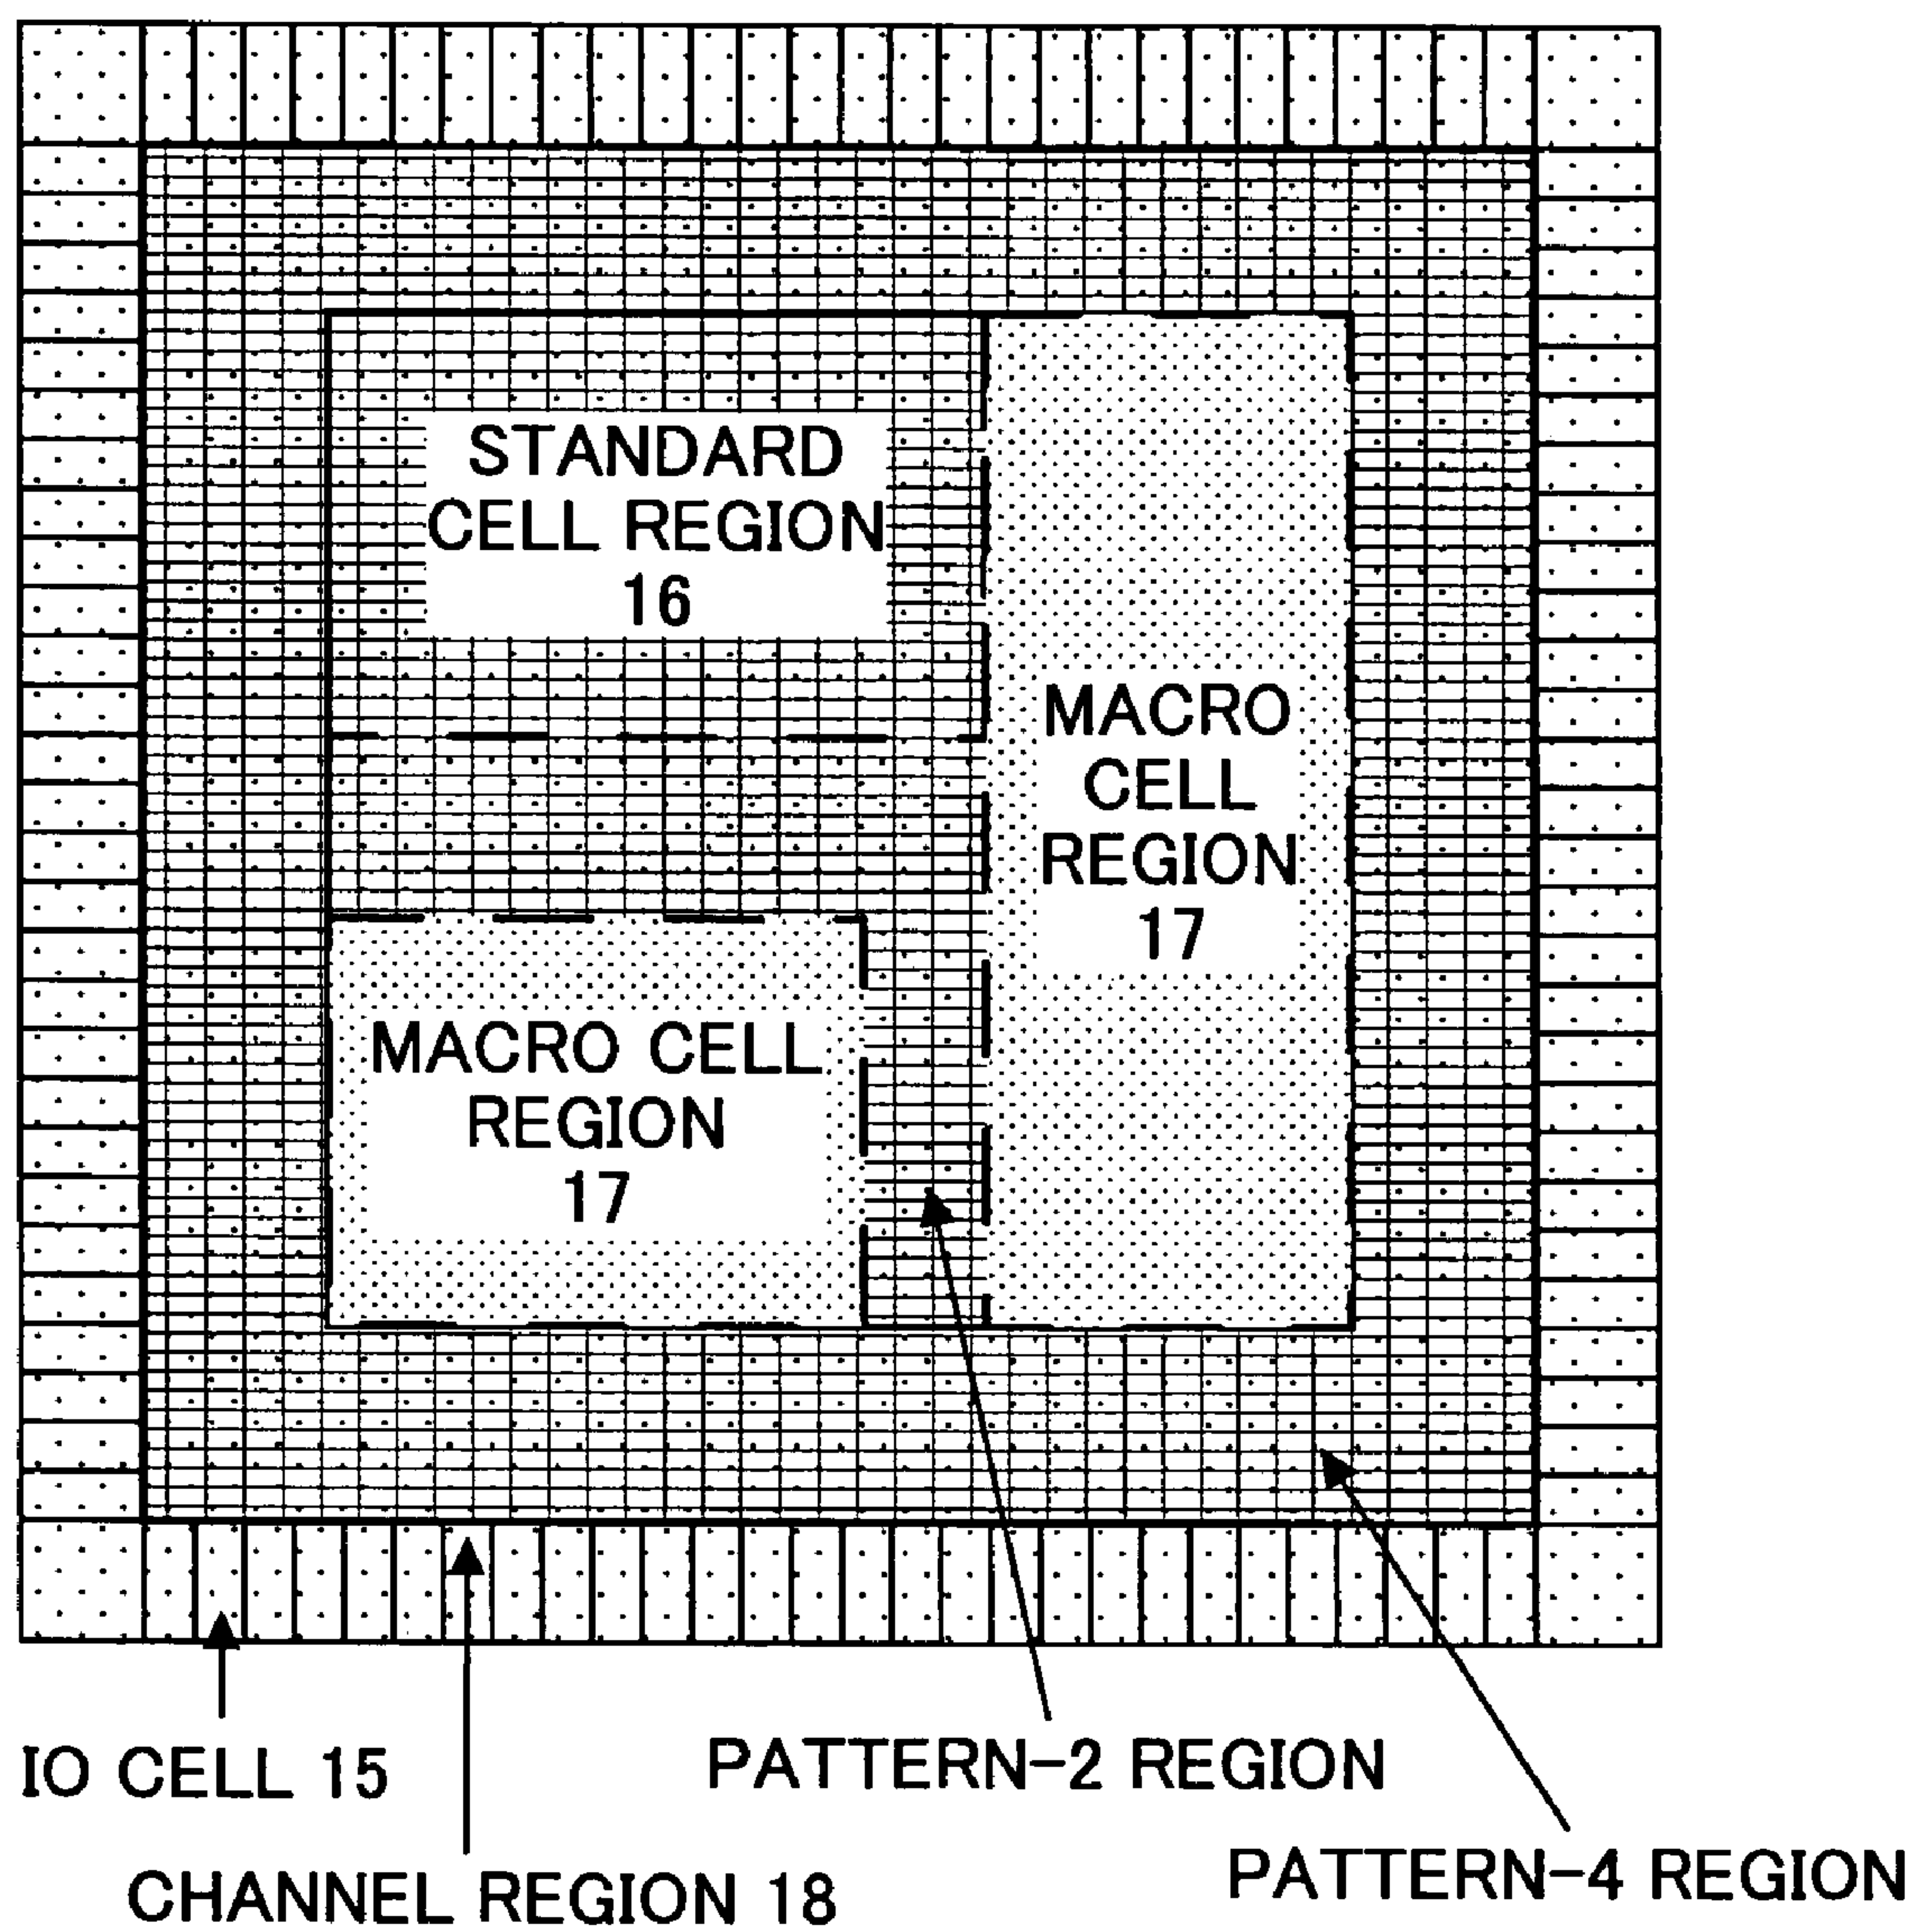 STANDARD
CELL REGION
16
MACRO
CELL
REGION
17
MACRO CELL
REGION
17
IO CELL 15
PATTERN-2 REGION
CHANNEL REGION 18
PATTERN-4 REGION